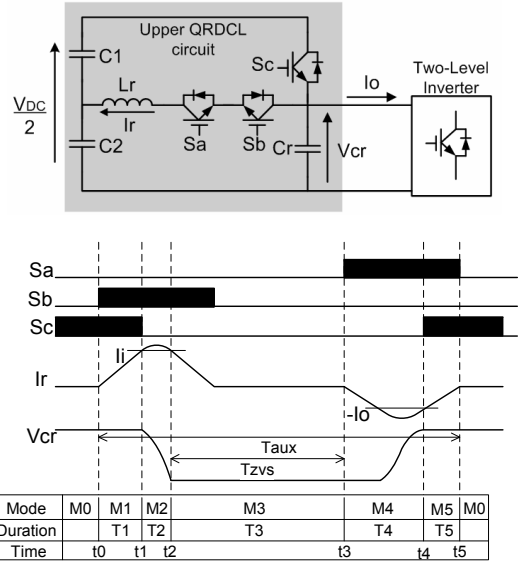 Upper QRDCL
circuit
C1
Sc
Io
Two-Level
Inverter
Lr
VDC
2
Ir
C2
Sa
Sb
Cr
Vcr
Sa
Sb
Sc
Ii
Ir
-Io
Vcr
Taux
Tzvs
Mode M0 M1 M2 M3 M4 M5 M0
Duration T1 T2 T3 T4 T5
Time t0 t1 t2 t3 t4 t5